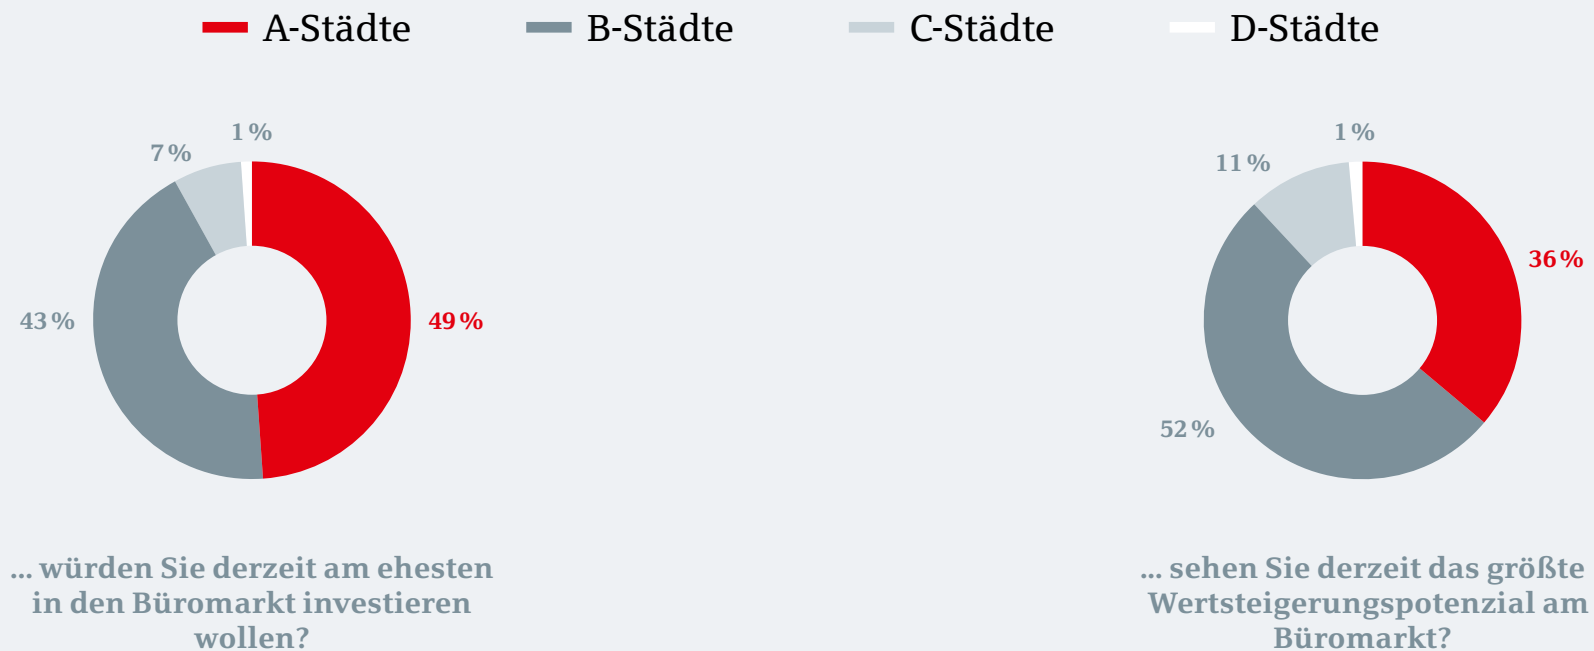 A-Städte
B-Städte
C-Städte
D-Städte
1 %
7 %
43 %
49 %
... würden Sie derzeit am ehesten
in den Büromarkt investieren
wollen?
1 %
11 %
36 %
52 %
... sehen Sie derzeit das größte
Wertsteigerungspotenzial am
Büromarkt?